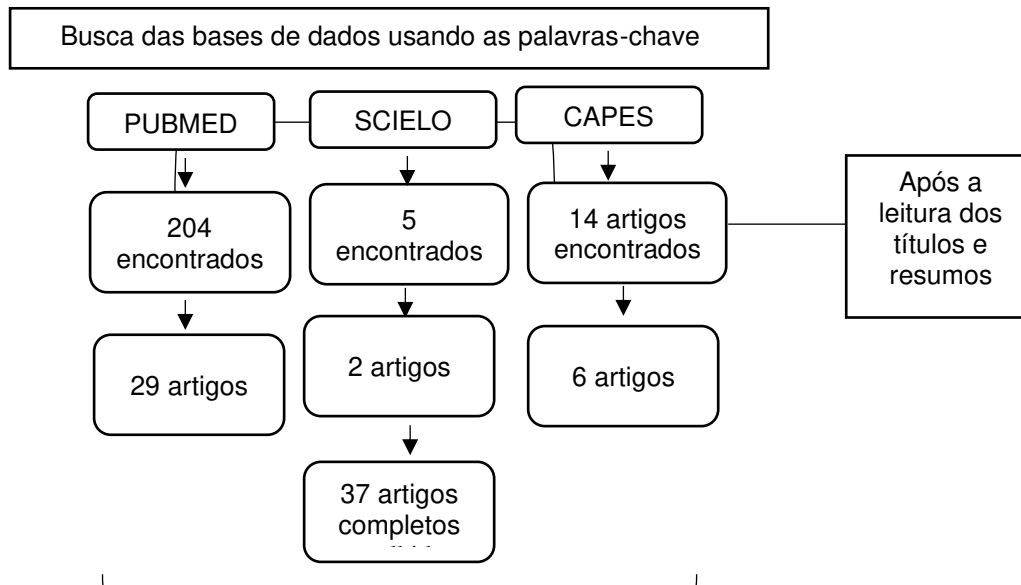 Busca das bases de dados usando as palavras-chave
PUBMED
SCIELO
CAPES
204
encontrados
5
encontrados
14 artigos
encontrados
Após a
leitura dos
títulos e
resumos
29 artigos
2 artigos
6 artigos
37 artigos
completos